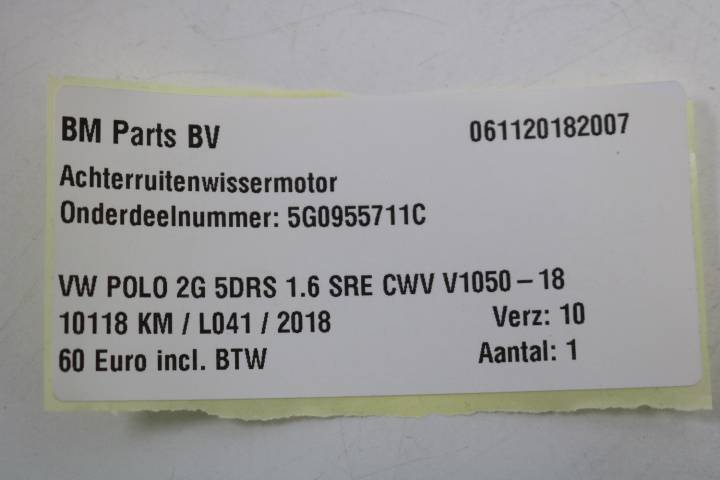 BM Parts BV 061120182007
Achterruitenwissermotor
Onderdeelnummer: 5G0955711C
VW POLO 2G 5DRS 1.6 SRE CWV V1050 – 18
10118 KM / L041 / 2018 Verz: 10
60 Euro incl. BTW Aantal: 1